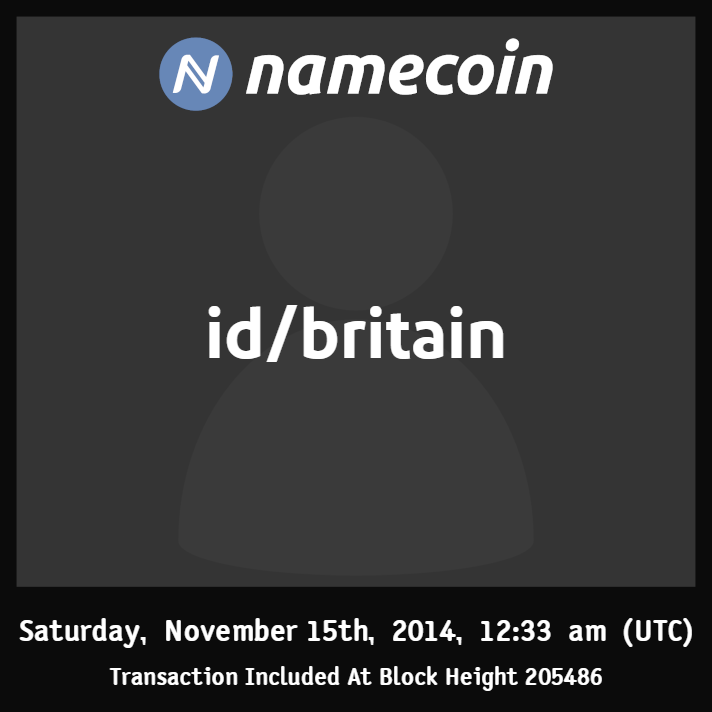 namecoin
id/britain
Saturday, November 15th, 2014, 12:33 am (UTC)
Transaction Included At Block Height 205486